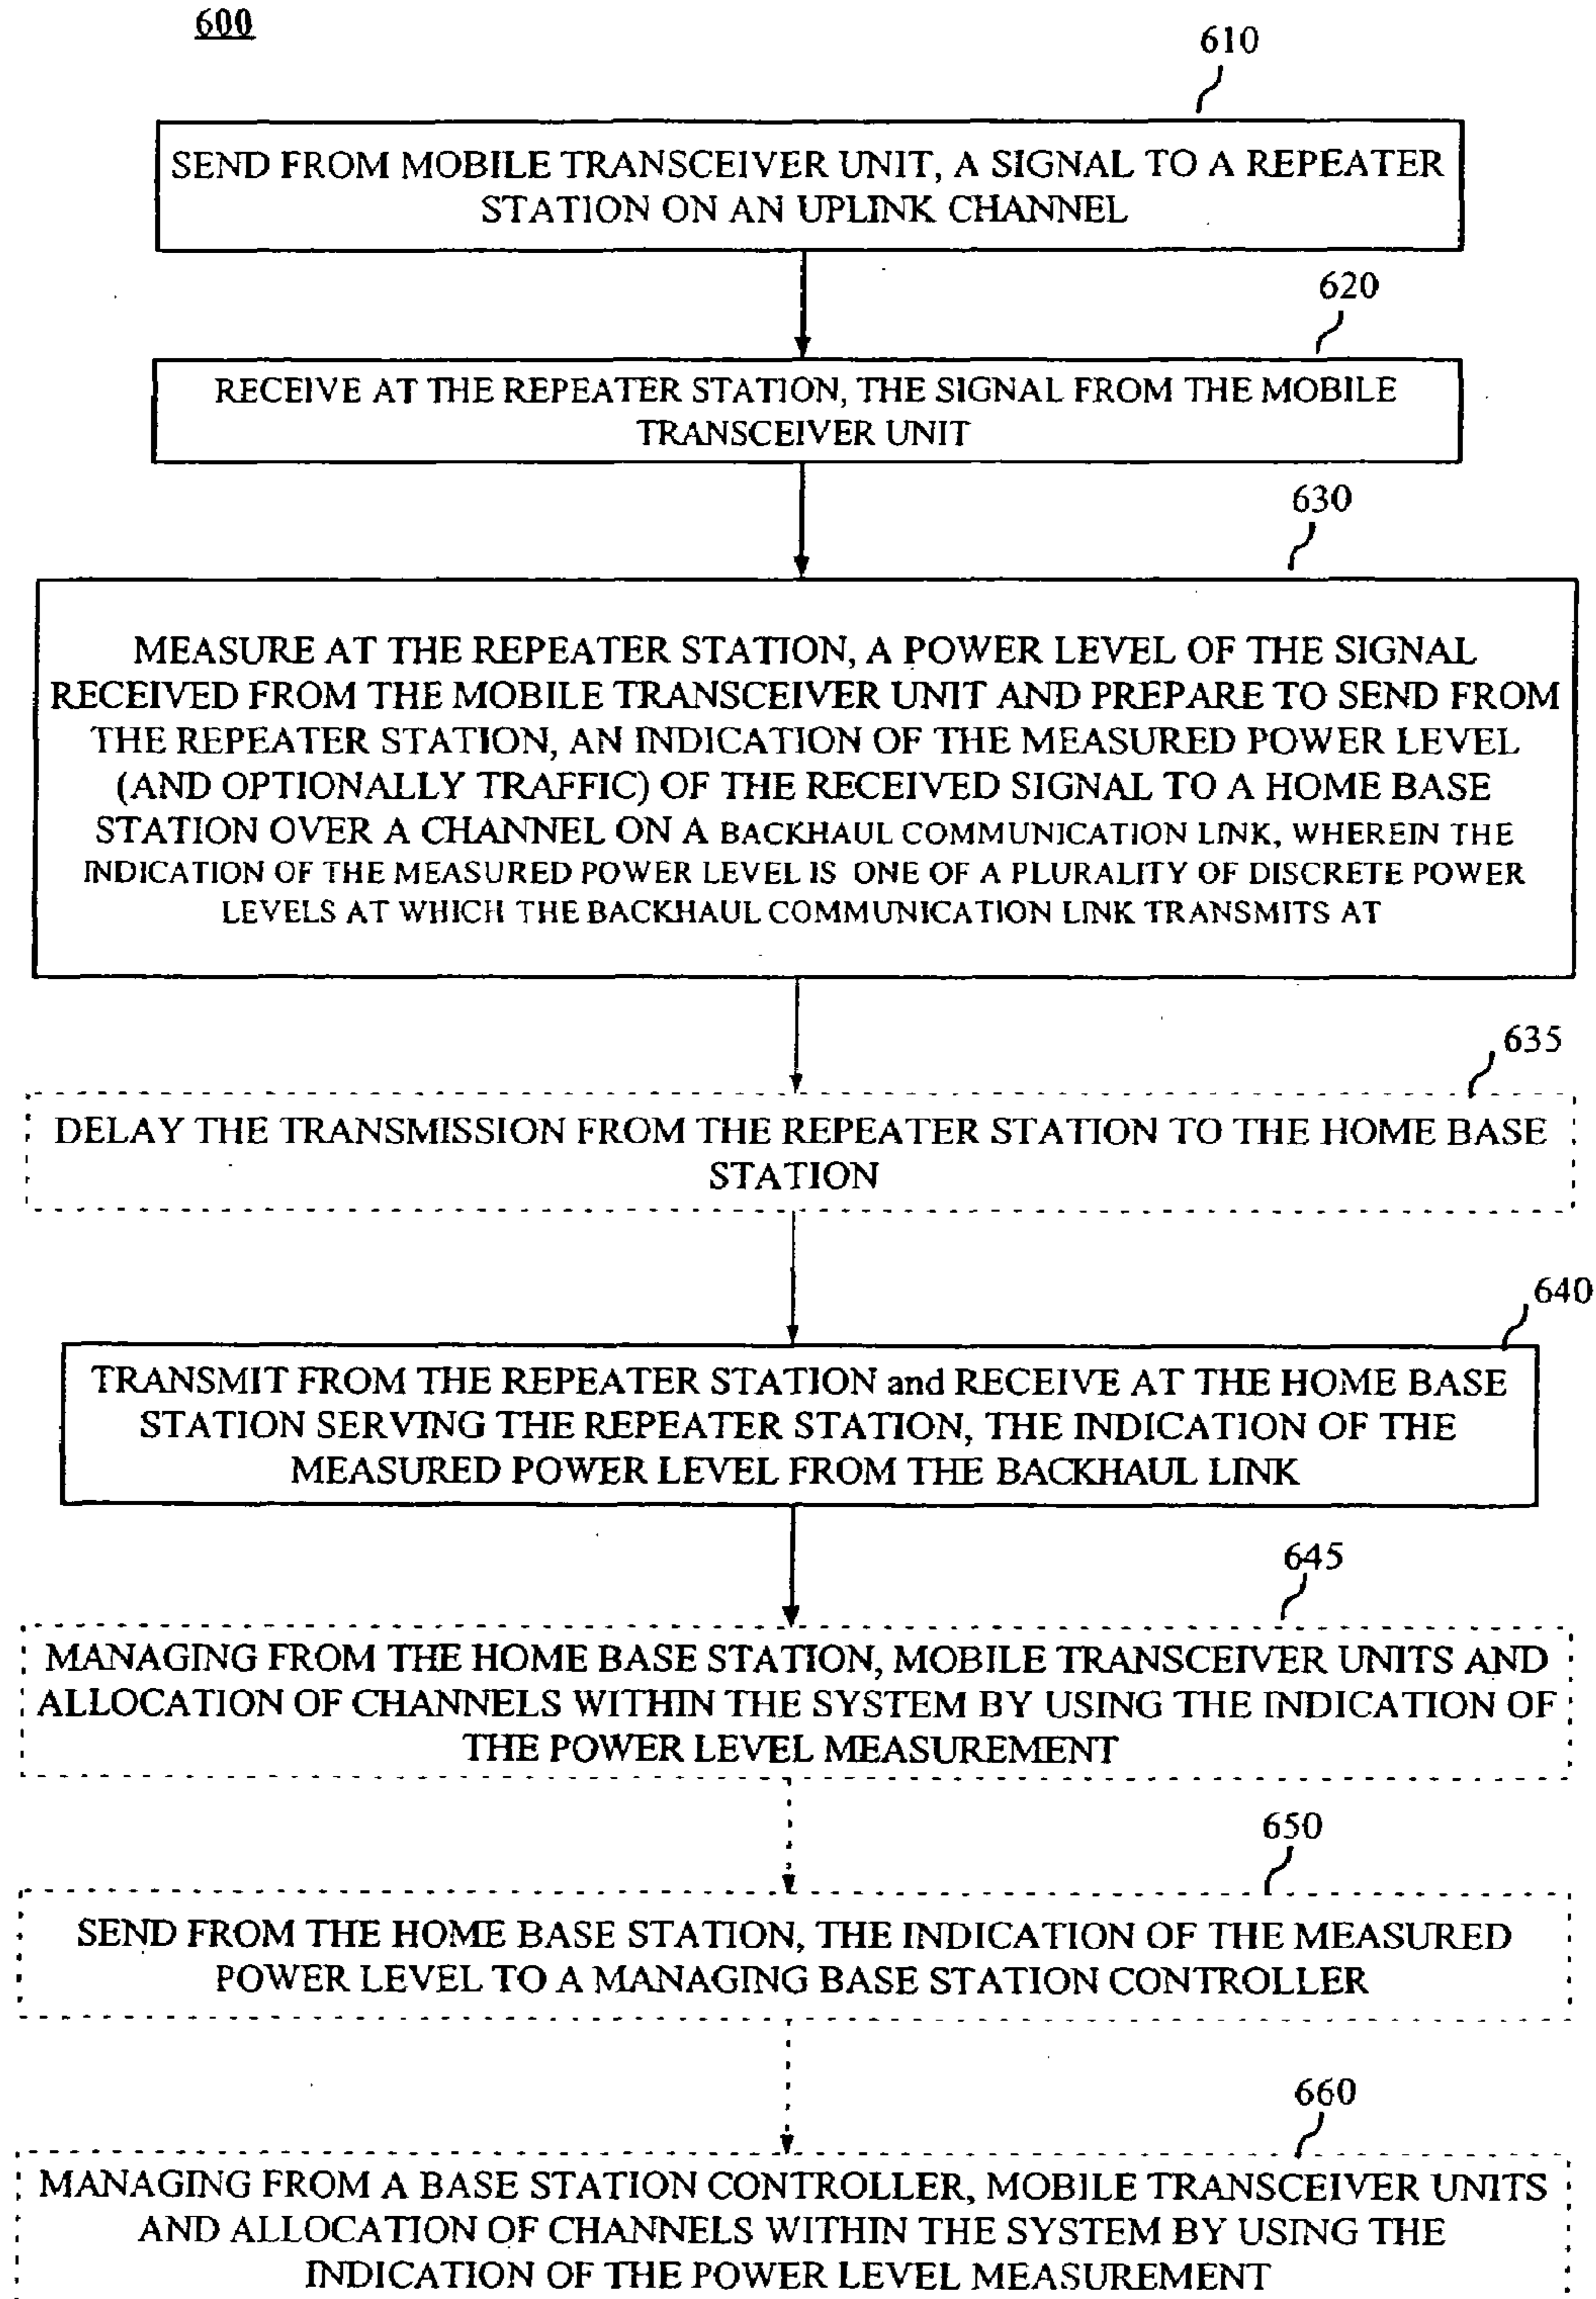 600
610
SEND FROM MOBILE TRANSCEIVER UNIT, A SIGNAL TO A REPEATER
STATION ON AN UPLINK CHANNEL
620
RECEIVE AT THE REPEATER STATION, THE SIGNAL FROM THE MOBILE
TRANSCEIVER UNIT
630
MEASURE AT THE REPEATER STATION, A POWER LEVEL OF THE SIGNAL
RECEIVED FROM THE MOBILE TRANSCEIVER UNIT AND PREPARE TO SEND FROM
THE REPEATER STATION, AN INDICATION OF THE MEASURED POWER LEVEL
(AND OPTIONALLY TRAFFIC) OF THE RECEIVED SIGNAL TO A HOME BASE
STATION OVER A CHANNEL ON A BACKHAUL COMMUNICATION LINK, WHEREIN THE
INDICATION OF THE MEASURED POWER LEVEL IS ONE OF A PLURALITY OF DISCRETE POWER
LEVELS AT WHICH THE BACKHAUL COMMUNICATION LINK TRANSMITS AT
635
DELAY THE TRANSMISSION FROM THE REPEATER STATION TO THE HOME BASE
STATION
640
TRANSMIT FROM THE REPEATER STATION and RECEIVE AT THE HOME BASE
STATION SERVING THE REPEATER STATION, THE INDICATION OF THE
MEASURED POWER LEVEL FROM THE BACKHAUL LINK
645
MANAGING FROM THE HOME BASE STATION, MOBILE TRANSCEIVER UNITS AND
ALLOCATION OF CHANNELS WITHIN THE SYSTEM BY USING THE INDICATION OF
THE POWER LEVEL MEASUREMENT
650
SEND FROM THE HOME BASE STATION, THE INDICATION OF THE MEASURED
POWER LEVEL TO A MANAGING BASE STATION CONTROLLER
660
MANAGING FROM A BASE STATION CONTROLLER, MOBILE TRANSCEIVER UNITS
AND ALLOCATION OF CHANNELS WITHIN THE SYSTEM BY USING THE
INDICATION OF THE POWER LEVEL MEASUREMENT